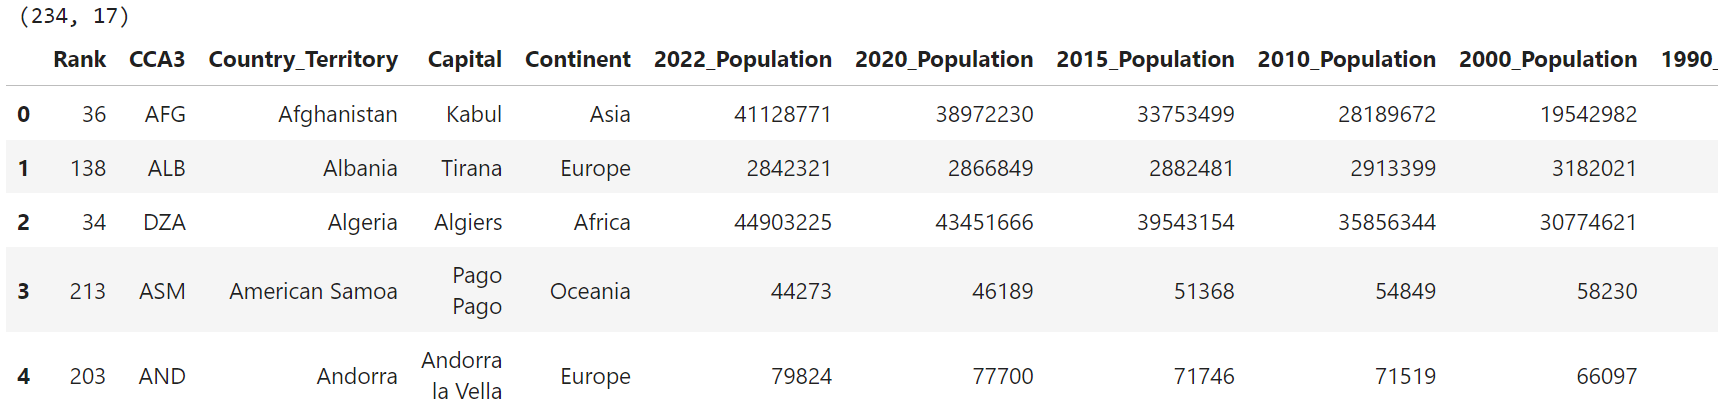 (234, 17)
Rank CCA3 Country_Territory Capital Continent 2022_Population 2020_Population 2015_Population 2010_Population 2000_Population 1990_
0 36 AFG Afghanistan Kabul Asia 41128771 38972230 33753499 28189672 19542982
1 138 ALB Albania Tirana Europe 2842321 2866849 2882481 2913399 3182021
2 34 DZA Algeria Algiers Africa 44903225 43451666 39543154 35856344 30774621
3 213 ASM American Samoa Pago Pago Oceania 44273 46189 51368 54849 58230
4 203 AND Andorra Andorra la Vella Europe 79824 77700 71746 71519 66097